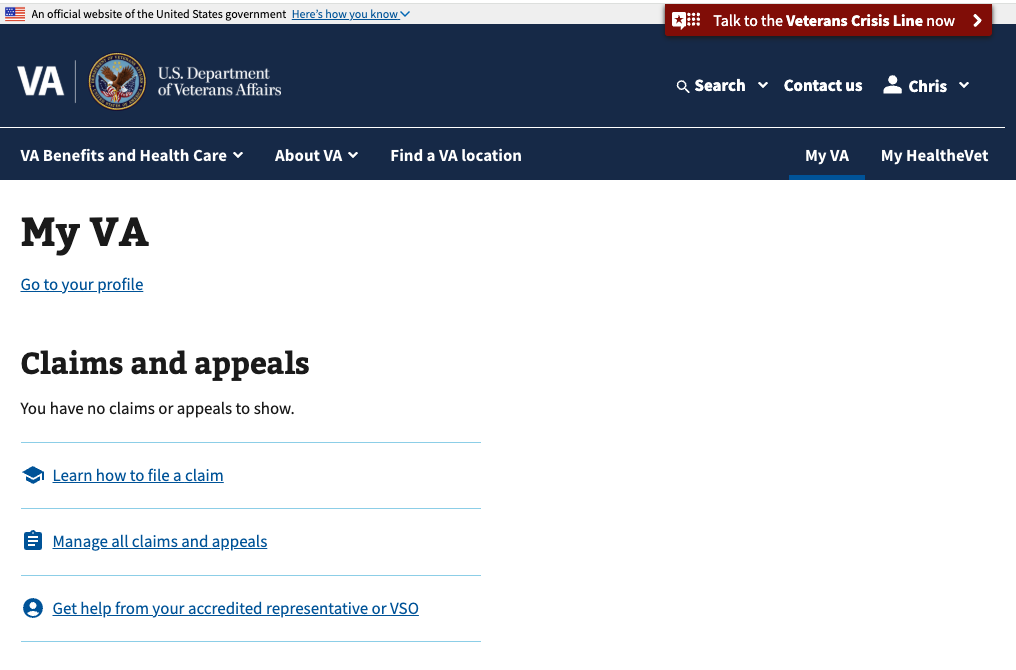 An official website of the United States government Here's how you know
Talk to the Veterans Crisis Line now
VA
U.S. Department
of Veterans Affairs
Search
Contact us
Chris
VA Benefits and Health Care
About VA
Find a VA location
My VA
My HealtheVet
My VA
Go to your profile
Claims and appeals
You have no claims or appeals to show.
Learn how to file a claim
Manage all claims and appeals
Get help from your accredited representative or VSO